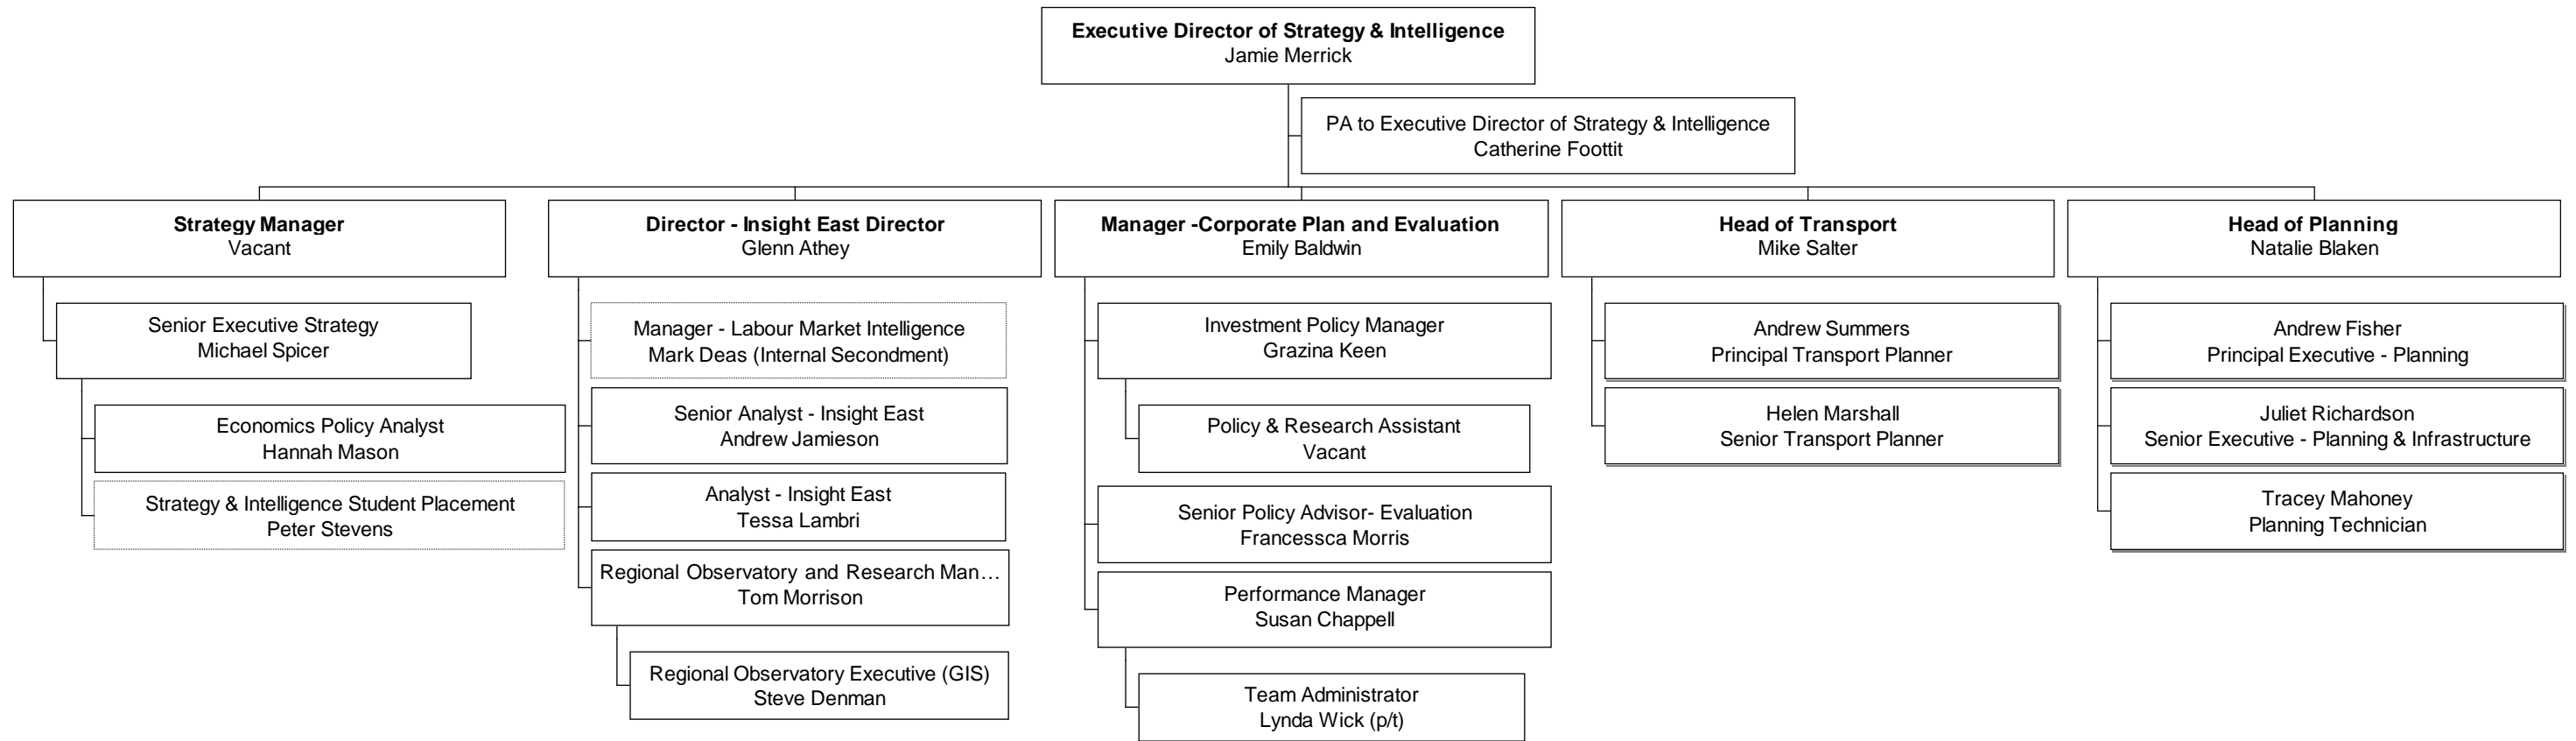 Executive Director of Strategy & Intelligence
Jamie Merrick
PA to Executive Director of Strategy & Intelligence
Catherine Foottit
Strategy Manager
Vacant
Senior Executive Strategy
Michael Spicer
Economics Policy Analyst
Hannah Mason
Strategy & Intelligence Student Placement
Peter Stevens
Director - Insight East Director
Glenn Athey
Manager - Labour Market Intelligence
Mark Deas (Internal Secondment)
Senior Analyst - Insight East
Andrew Jamieson
Analyst - Insight East
Tessa Lambri
Regional Observatory and Research Man…
Tom Morrison
Regional Observatory Executive (GIS)
Steve Denman
Manager -Corporate Plan and Evaluation
Emily Baldwin
Investment Policy Manager
Grazina Keen
Policy & Research Assistant
Vacant
Senior Policy Advisor- Evaluation
Francessca Morris
Performance Manager
Susan Chappell
Team Administrator
Lynda Wick (p/t)
Head of Transport
Mike Salter
Andrew Summers
Principal Transport Planner
Helen Marshall
Senior Transport Planner
Head of Planning
Natalie Blaken
Andrew Fisher
Principal Executive - Planning
Juliet Richardson
Senior Executive - Planning & Infrastructure
Tracey Mahoney
Planning Technician